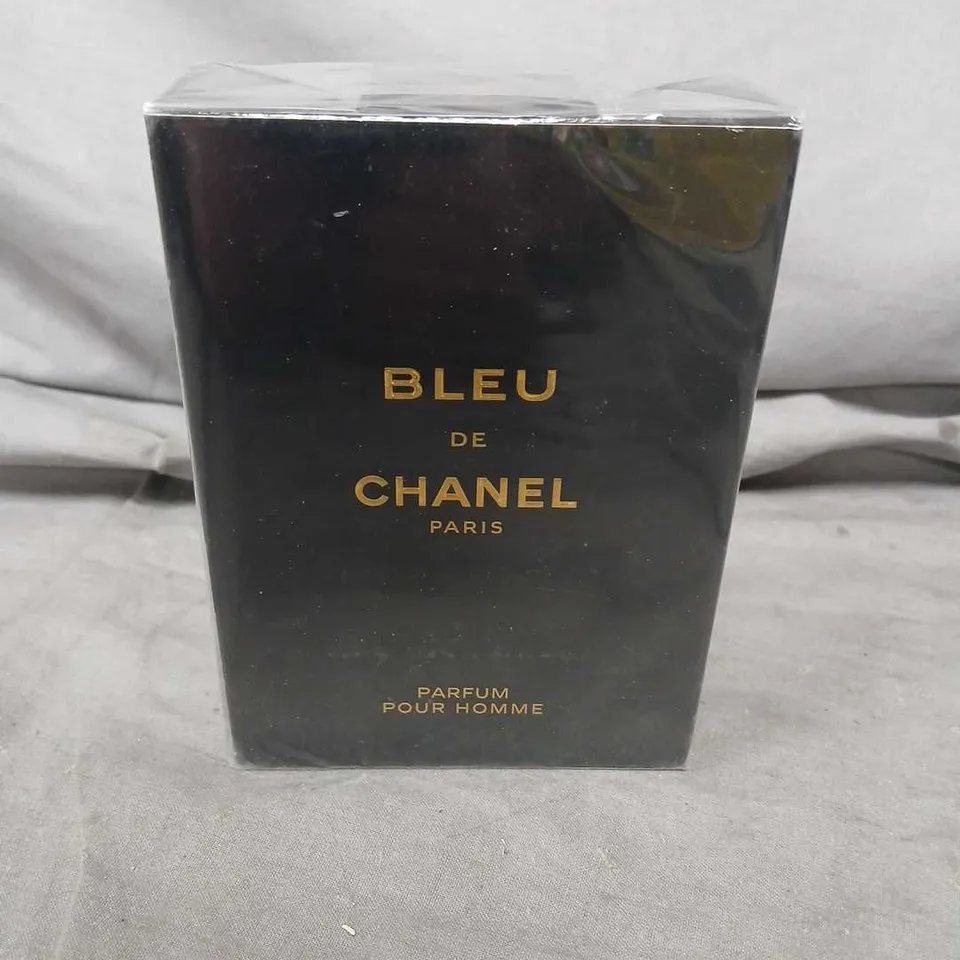 BLEU
DE
CHANEL
PARIS
PARFUM
POUR HOMME